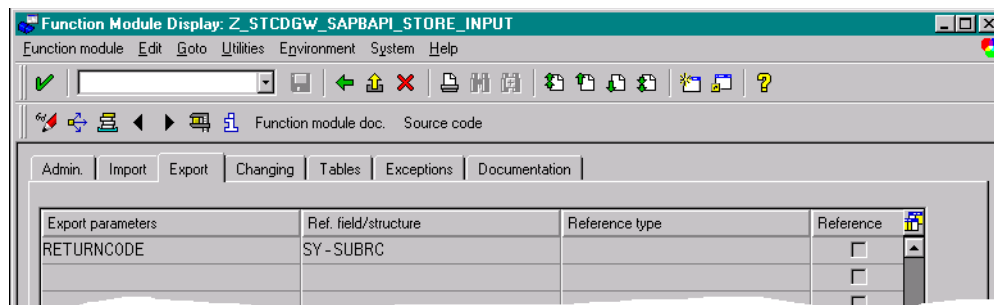 Function Module Display: Z_STCDGW_SAPBAPI_STORE_INPUT
Function module Edit Goto Utilities Environment System Help
Function module doc. Source code
Admin. Import Export Changing Tables Exceptions Documentation
Export parameters Ref. field/structure Reference type Reference
RETURNCODE SY-SUBRC